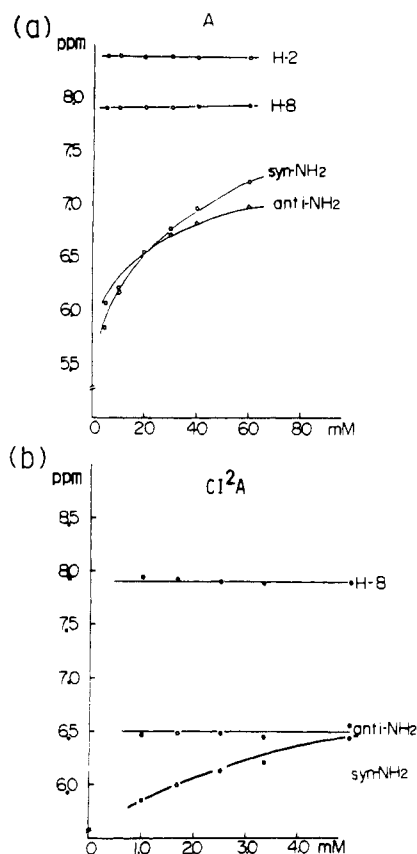 (a)
A
ppm
H-2
8.0
H-8
7.5
syn-NH2
7.0
anti-NH2
6.5
6.0
5.5
0 20 40 60 80 mM
(b)
Cl2A
ppm
8.5
8.0
H-8
7.5
7.0
6.5
anti-NH2
syn-NH2
6.0
0 1.0 2.0 3.0 4.0 mM